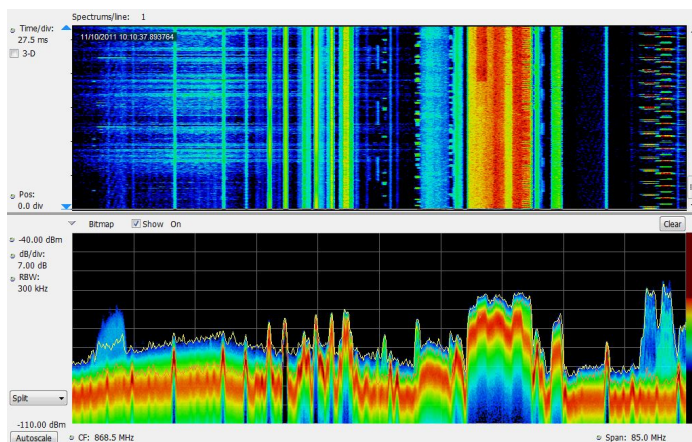 Spectrums/line: 1
Time/div:
27.5 ms
3-D
11/10/2011 10:10:37.893764
Pos:
0.0 div
Bitmap Show On Clear
-40.00 dBm
dB/div:
7.00 dB
RBW:
300 kHz
Split
-110.00 dBm
Autoscale CF: 868.5 MHz Span: 85.0 MHz